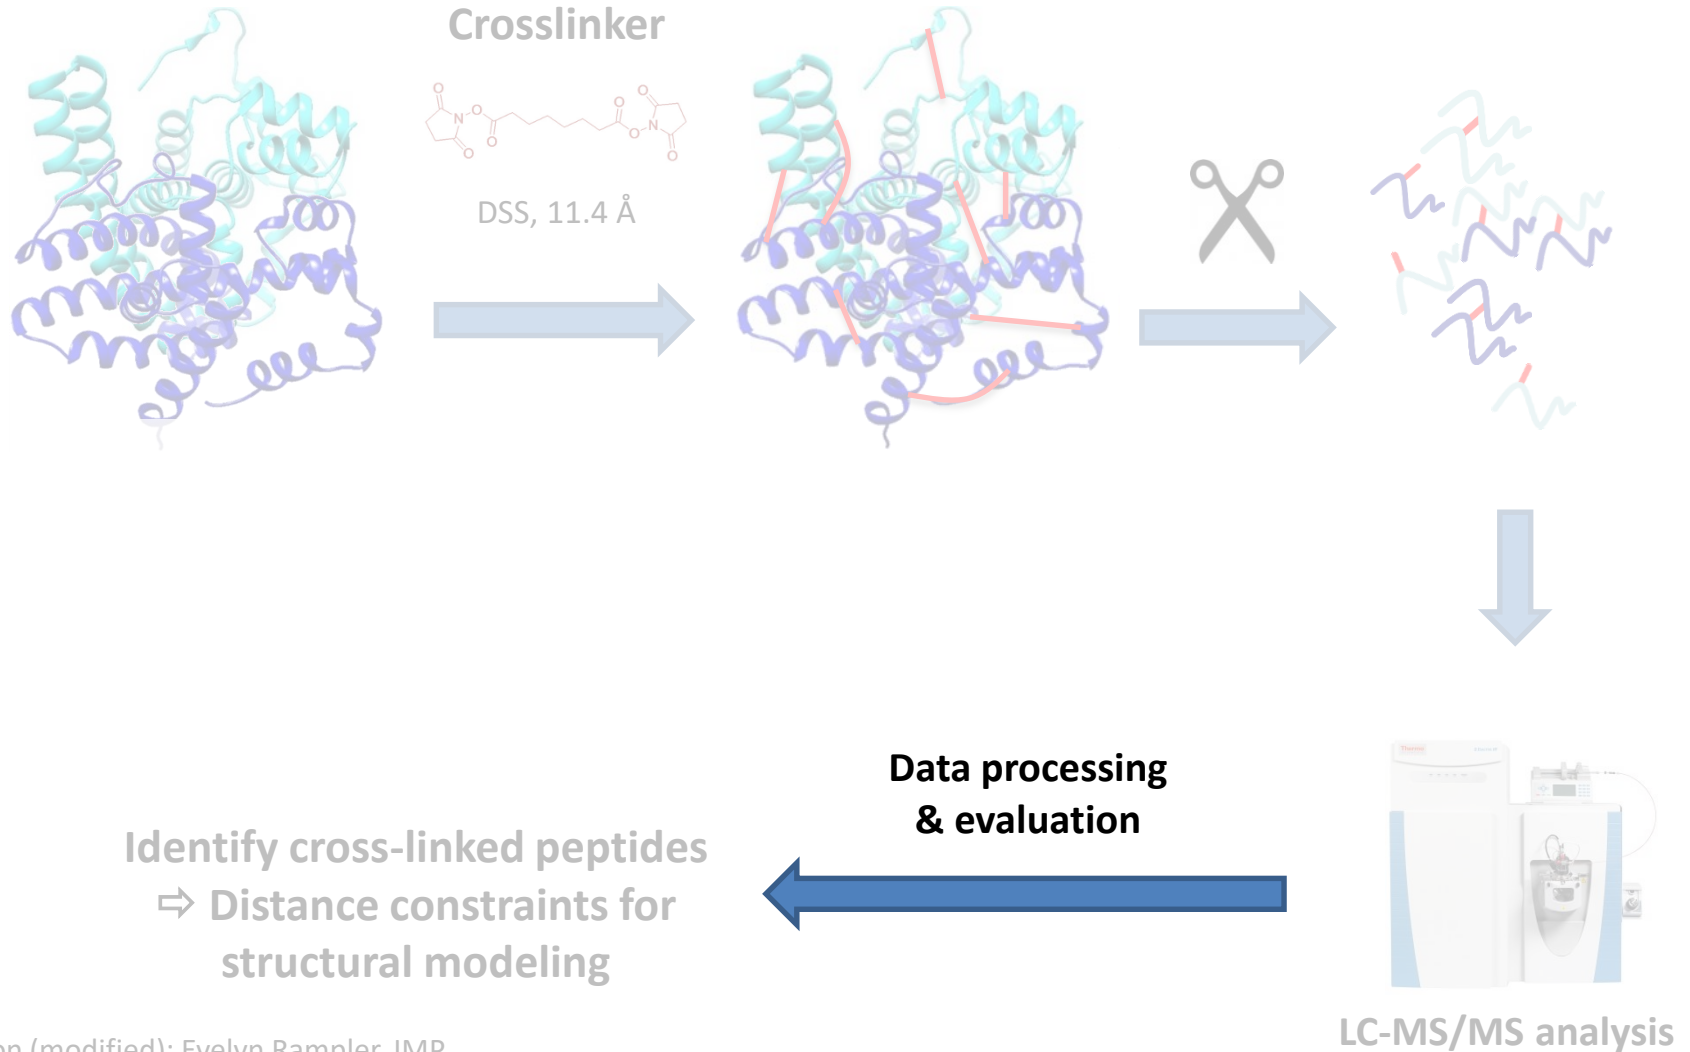 Crosslinker
DSS, 11.4 Å
Data processing
& evaluation
Identify cross-linked peptides
⇨ Distance constraints for
structural modeling
LC-MS/MS analysis
(modified): Evelyn Rampler, IMP